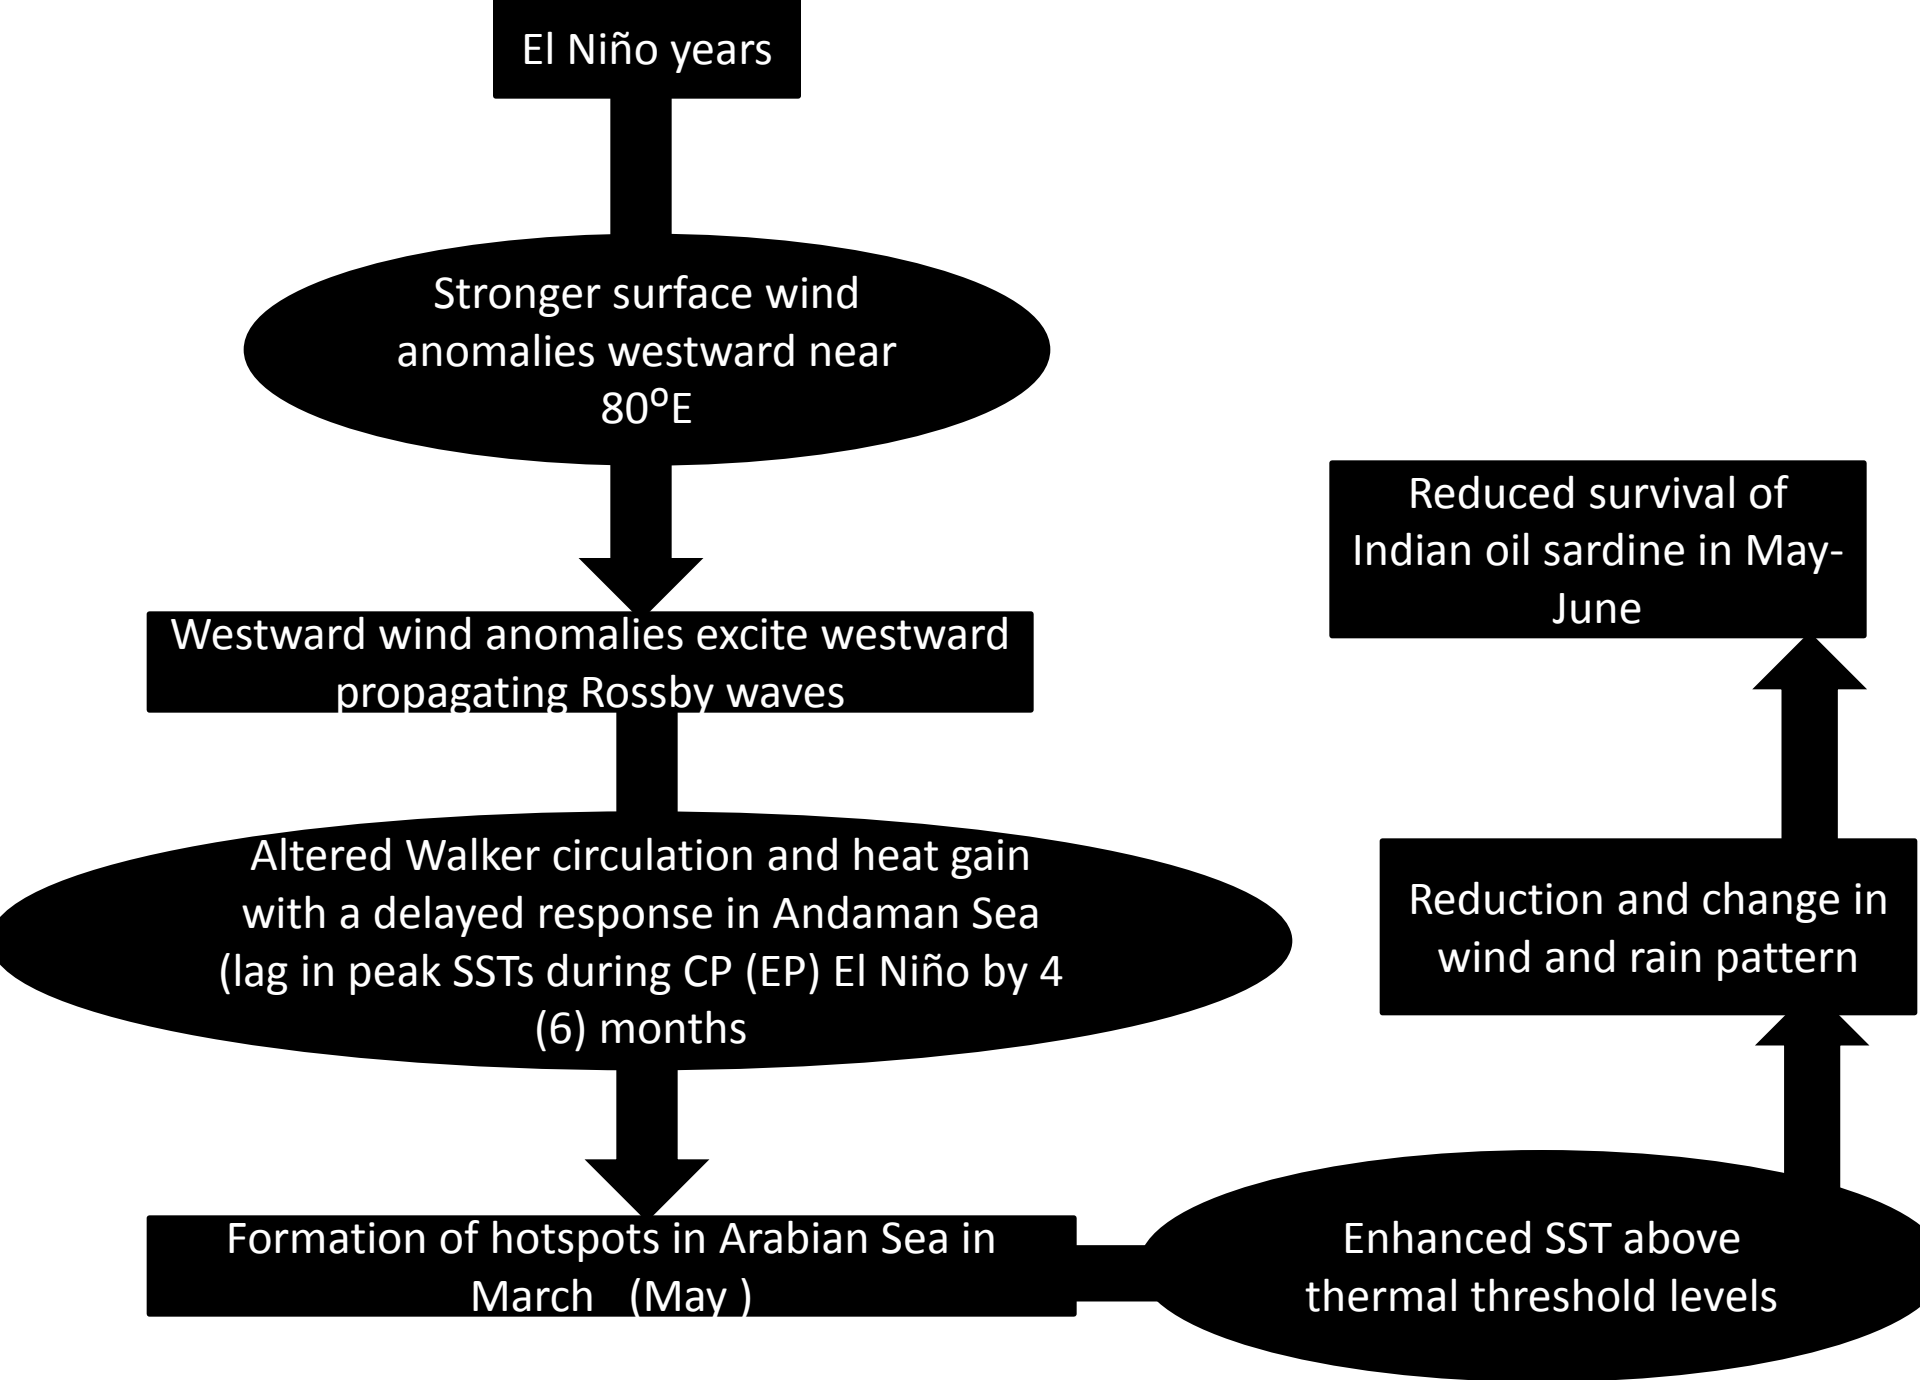 El Niño years
Stronger surface wind
anomalies westward near
80⁰E
Westward wind anomalies excite westward
propagating Rossby waves
Altered Walker circulation and heat gain
with a delayed response in Andaman Sea
(lag in peak SSTs during CP (EP) El Niño by 4
(6) months
Formation of hotspots in Arabian Sea in
March (May )
Enhanced SST above
thermal threshold levels
Reduction and change in
wind and rain pattern
Reduced survival of
Indian oil sardine in May-
June